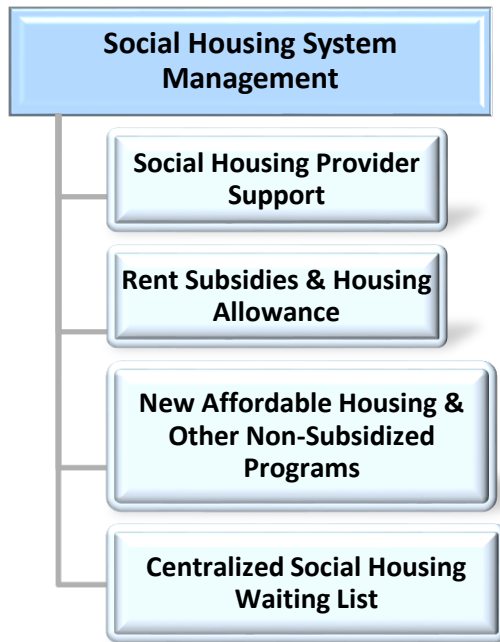 Social Housing System
Management
Social Housing Provider
Support
Rent Subsidies & Housing
Allowance
New Affordable Housing &
Other Non-Subsidized
Programs
Centralized Social Housing
Waiting List